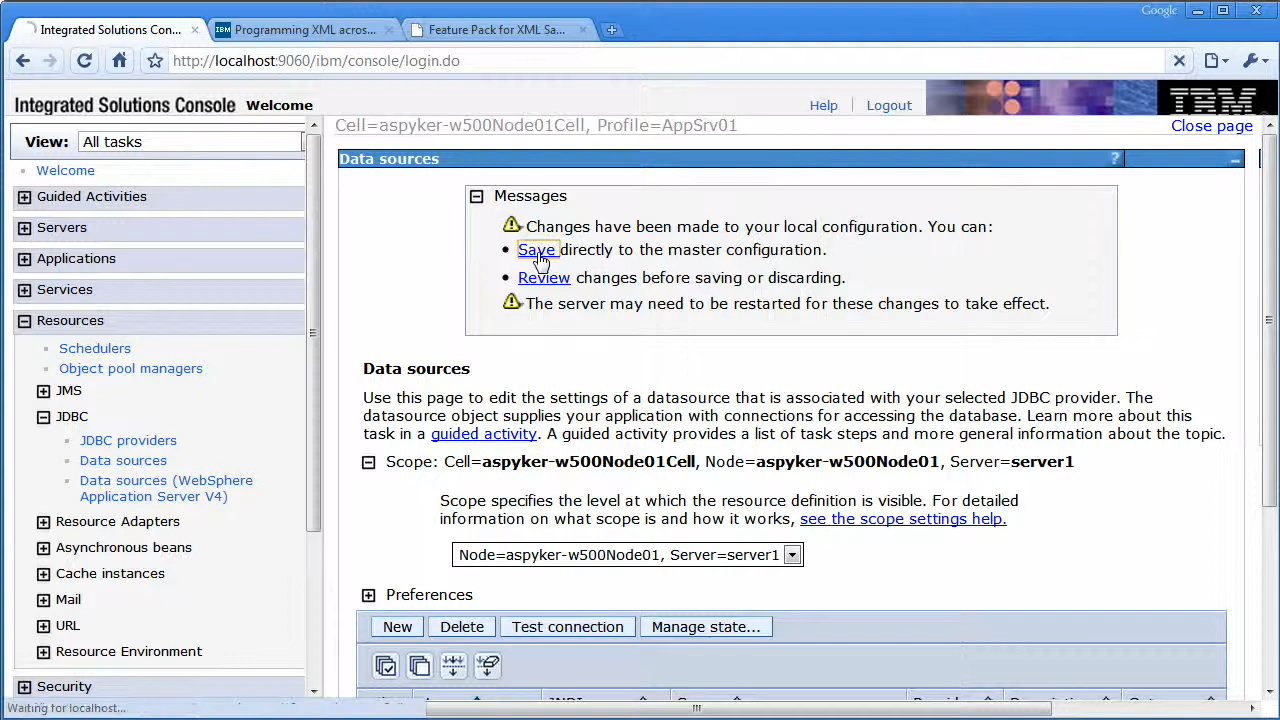 Google
Integrated Solutions Con...
IBM Programming XML across...
Feature Pack for XML Sa...
http://localhost:9060/ibm/console/login.do
Integrated Solutions Console Welcome
Help Logout
IBM
View: All tasks
Welcome
Guided Activities
Servers
Applications
Services
Resources
Schedulers
Object pool managers
JMS
JDBC
JDBC providers
Data sources
Data sources (WebSphere
Application Server V4)
Resource Adapters
Asynchronous beans
Cache instances
Mail
URL
Resource Environment
Security
Cell=aspyker-w500Node01Cell, Profile=AppSrv01
Close page
Data sources
?
Messages
Changes have been made to your local configuration. You can:
• Save directly to the master configuration.
• Review changes before saving or discarding.
The server may need to be restarted for these changes to take effect.
Data sources
Use this page to edit the settings of a datasource that is associated with your selected JDBC provider. The
datasource object supplies your application with connections for accessing the database. Learn more about this
task in a guided activity. A guided activity provides a list of task steps and more general information about the topic.
Scope: Cell=aspyker-w500Node01Cell, Node=aspyker-w500Node01, Server=server1
Scope specifies the level at which the resource definition is visible. For detailed
information on what scope is and how it works, see the scope settings help.
Node=aspyker-w500Node01, Server=server1
Preferences
New Delete Test connection Manage state...
Waiting for localhost...